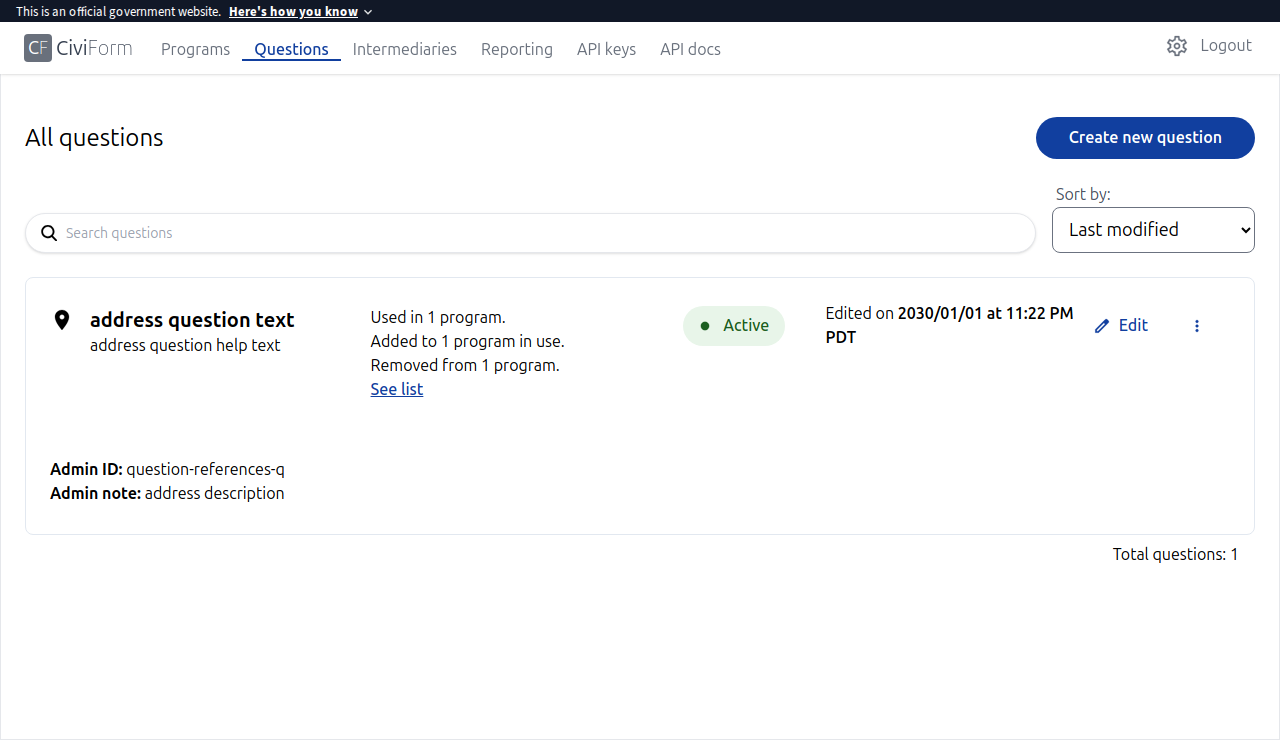 This is an official government website. Here's how you know
CF CiviForm Programs Questions Intermediaries Reporting API keys API docs Logout
All questions
Create new question
Sort by:
Search questions
Last modified
address question text
address question help text
Used in 1 program.
Added to 1 program in use.
Removed from 1 program.
See list
Active
Edited on 2030/01/01 at 11:22 PM
PDT
Edit
Admin ID: question-references-q
Admin note: address description
Total questions: 1